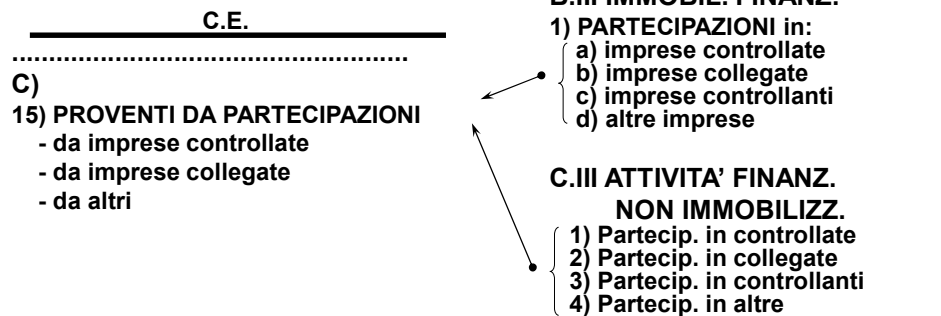 C.E.
......................................................
C)
15) PROVENTI DA PARTECIPAZIONI
- da imprese controllate
- da imprese collegate
- da altri
B.III IMMOBIL. FINANZ.
1) PARTECIPAZIONI in:
a) imprese controllate
b) imprese collegate
c) imprese controllanti
d) altre imprese
C.III ATTIVITA’ FINANZ.
NON IMMOBILIZZ.
1) Partecip. in controllate
2) Partecip. in collegate
3) Partecip. in controllanti
4) Partecip. in altre